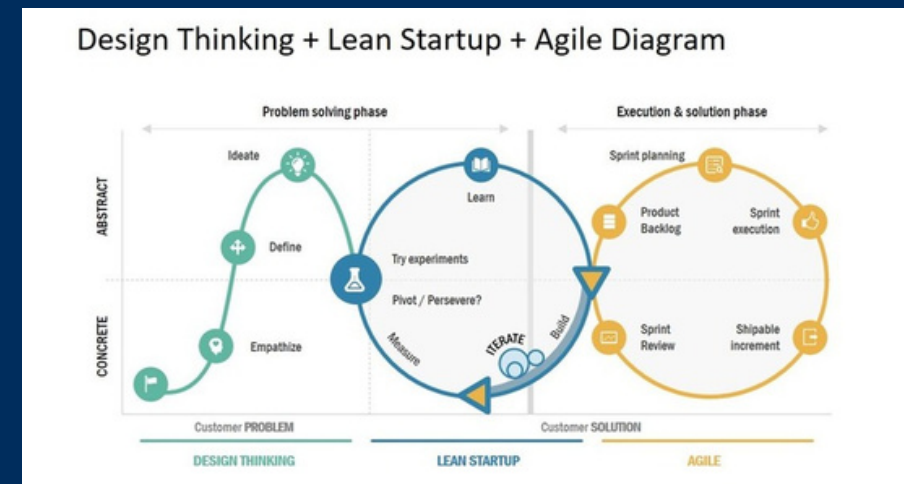 Design Thinking + Lean Startup + Agile Diagram
Problem solving phase
Execution & solution phase
ABSTRACT
CONCRETE
Ideate
Define
Empathize
Learn
Try experiments
Pivot / Persevere?
Measure
ITERATE
Build
Sprint planning
Product
Backlog
Sprint
execution
Sprint
Review
Shipable
increment
Customer PROBLEM
Customer SOLUTION
DESIGN THINKING
LEAN STARTUP
AGILE